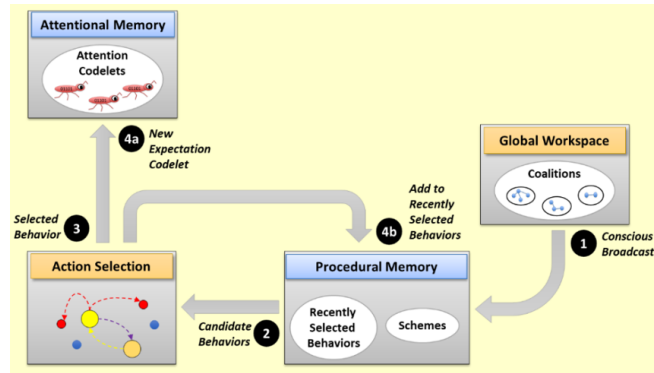 Attentional Memory
Attention
Codelets
4a
New
Expectation
Codelet
Global Workspace
Coalitions
Selected
Behavior
3
Add to
Recently
Selected
Behaviors
4b
1
Conscious
Broadcast
Action Selection
Procedural Memory
Candidate
Behaviors
2
Recently
Selected
Behaviors
Schemes